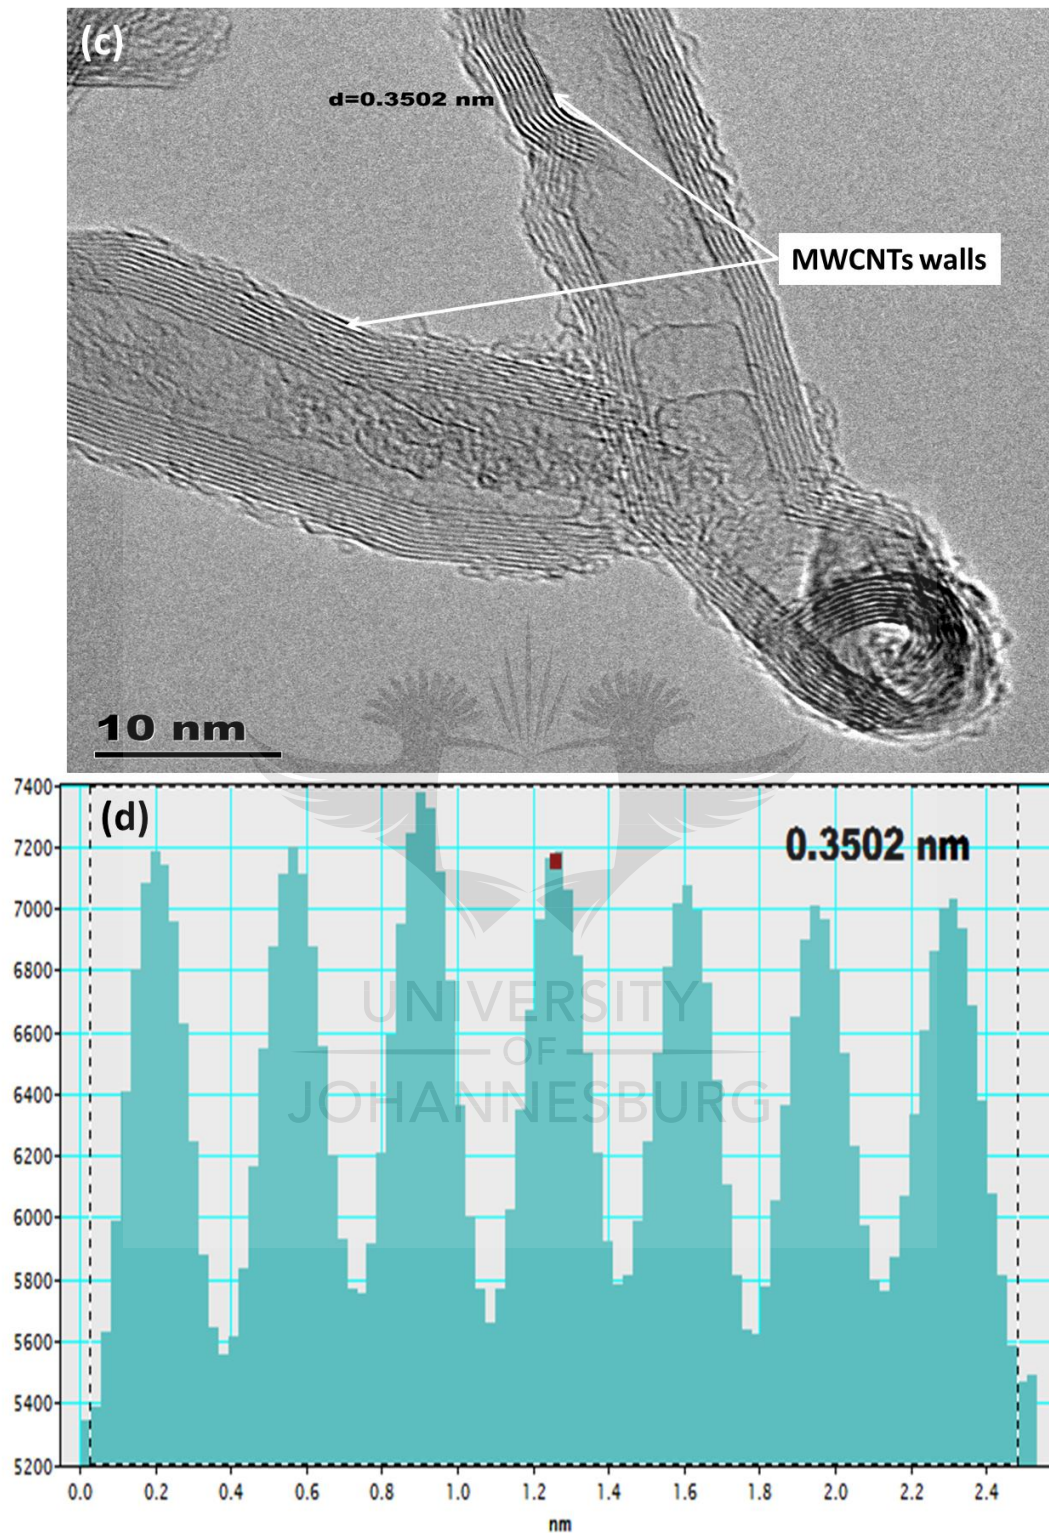 (c)
d=0.3502 nm
MWCNTs walls
10 nm
7400
(d)
0.3502 nm
7200
7000
6800
6600
6400
6200
6000
5800
5600
5400
5200
UNIVERSITY
OF
JOHANNESBURG
0.0 0.2 0.4 0.6 0.8 1.0 1.2 1.4 1.6 1.8 2.0 2.2 2.4
nm